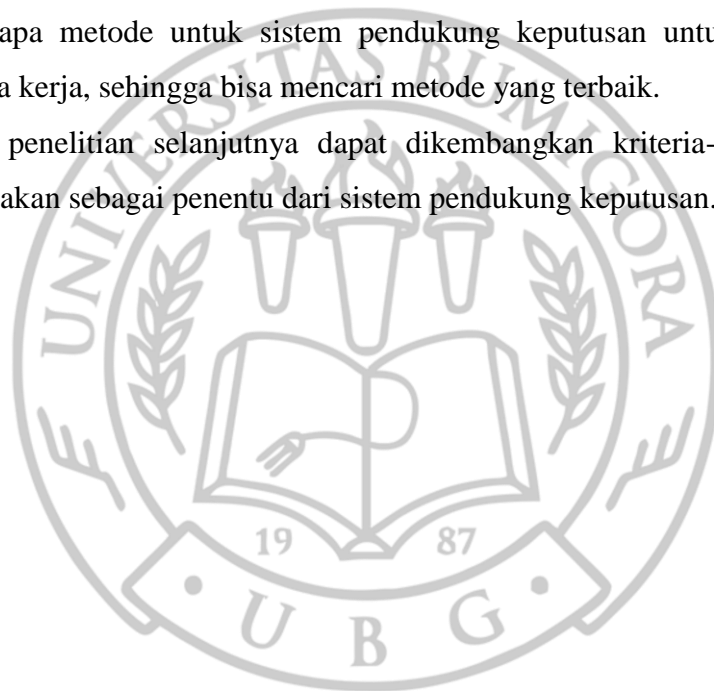 apa metode untuk sistem pendukung keputusan untu
a kerja, sehingga bisa mencari metode yang terbaik.
penelitian selanjutnya dapat dikembangkan kriteria-
akan sebagai penentu dari sistem pendukung keputusan.
UNIVERSITAS BUMIGORA
19 87
U B G